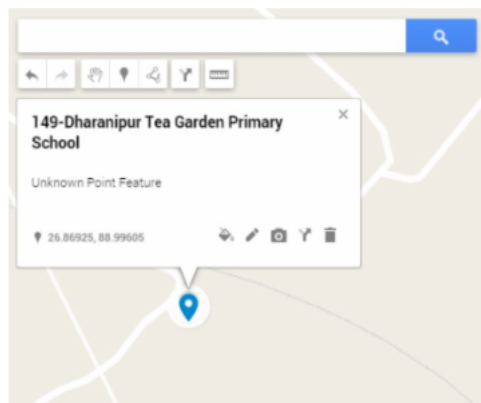 149-Dharanipur Tea Garden Primary
School
Unknown Point Feature
26.86925, 88.99605